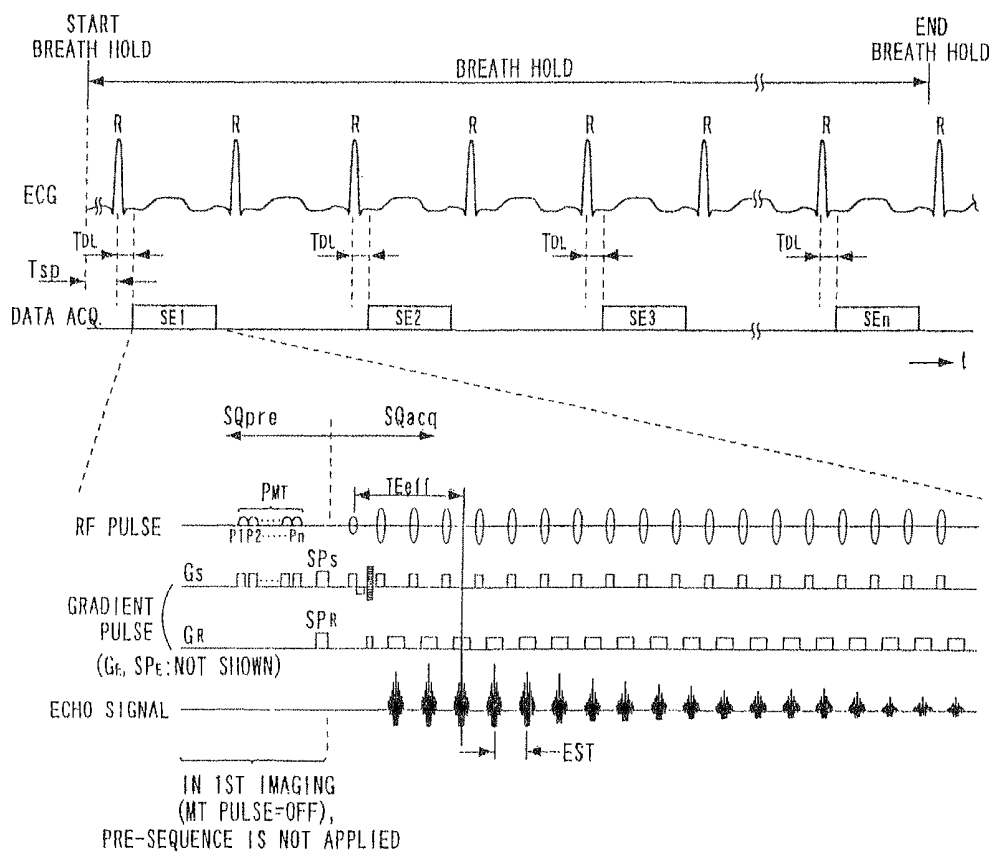 START
BREATH HOLD
END
BREATH HOLD
BREATH HOLD
R R R R R R R R
ECG
TDL TDL TDL TDL
Tsp
DATA ACQ.
SE1 SE2 SE3 SEn
t
SQpre SQacq
PMT
TEeff
RF PULSE
P1P2·····Pn
GS SPS
GRADIENT
PULSE
GR SPR
(GE, SPE:NOT SHOWN)
ECHO SIGNAL
EST
IN 1ST IMAGING
(MT PULSE=OFF),
PRE-SEQUENCE IS NOT APPLIED